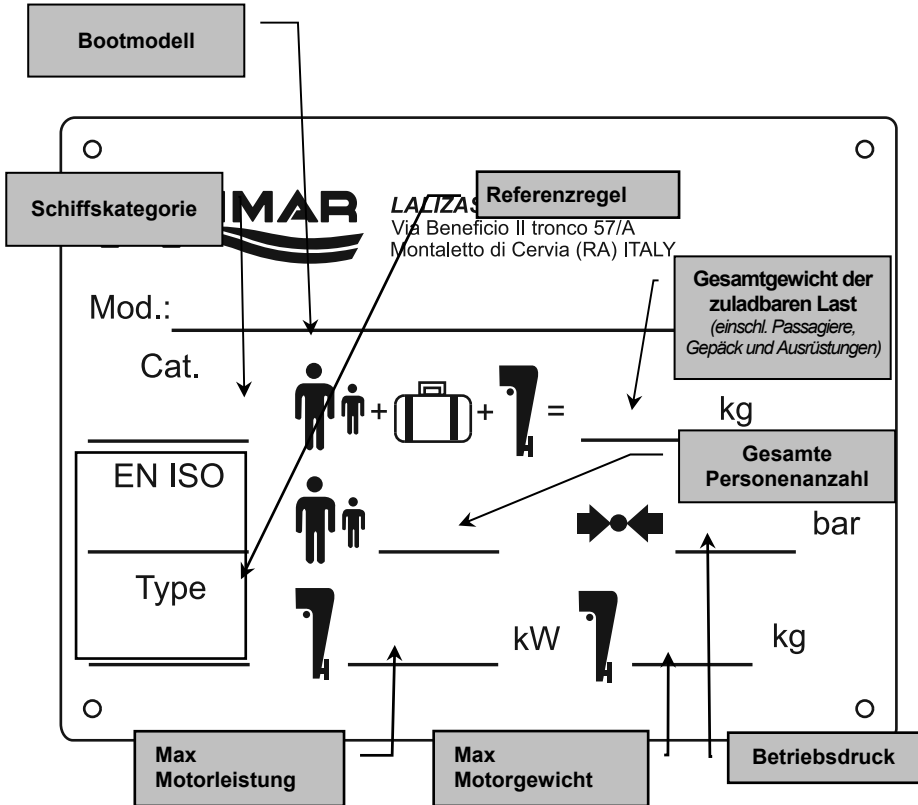 Bootmodell
Schiffskategorie
IMAR
LALIZAS
Referenzregel
Via Beneficio II tronco 57/A
Montaletto di Cervia (RA) ITALY
Gesamtgewicht der
zuladbaren Last
(einschl. Passagiere,
Gepäck und Ausrüstungen)
Mod.:
Cat.
+ + =
kg
EN ISO
Gesamte
Personenanzahl
bar
Type
kW
kg
Max
Motorleistung
Max
Motorgewicht
Betriebsdruck